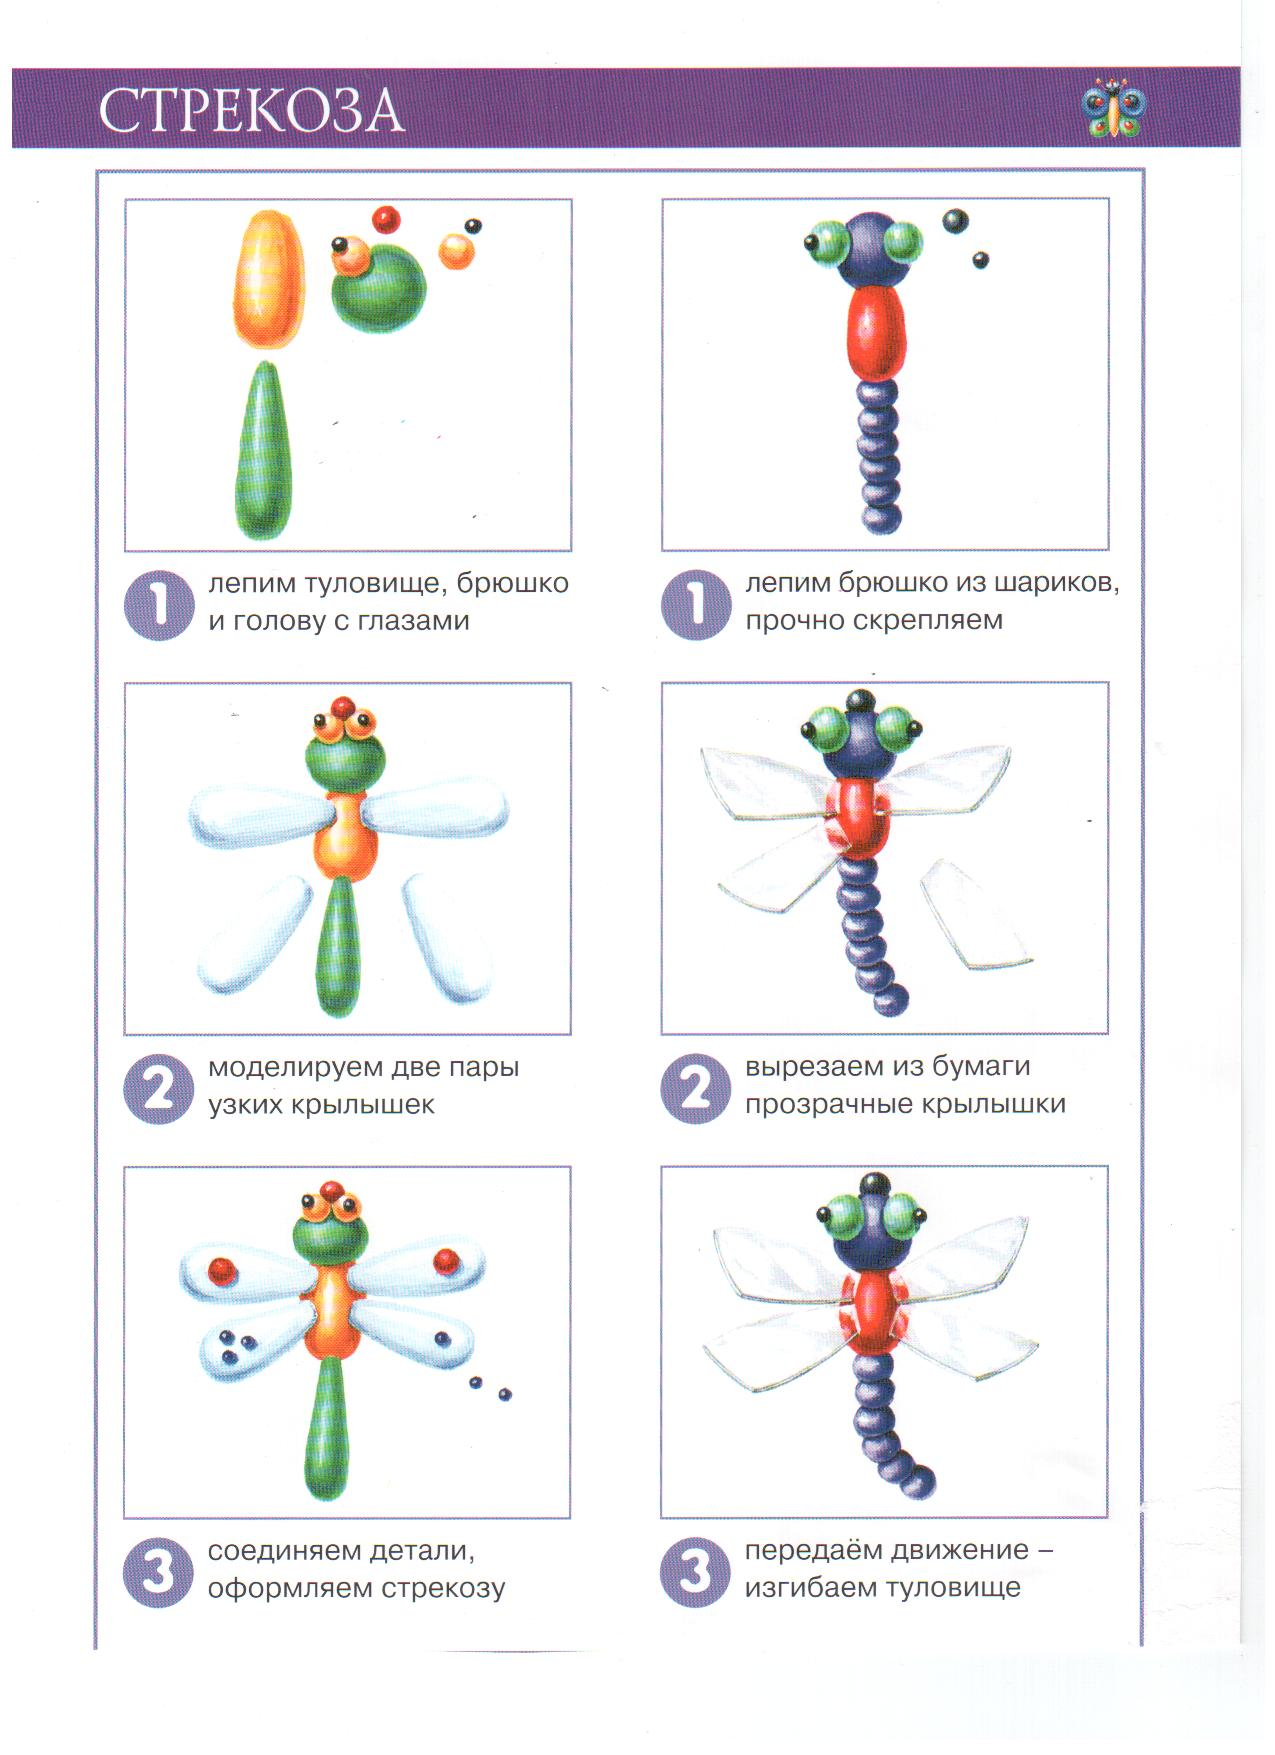 СТРЕКОЗА
1 лепим туловище, брюшко
и голову с глазами
1 лепим брюшко из шариков,
прочно скрепляем
2 моделируем две пары
узких крылышек
2 вырезаем из бумаги
прозрачные крылышки
3 соединяем детали,
оформляем стрекозу
3 передаём движение –
изгибаем туловище